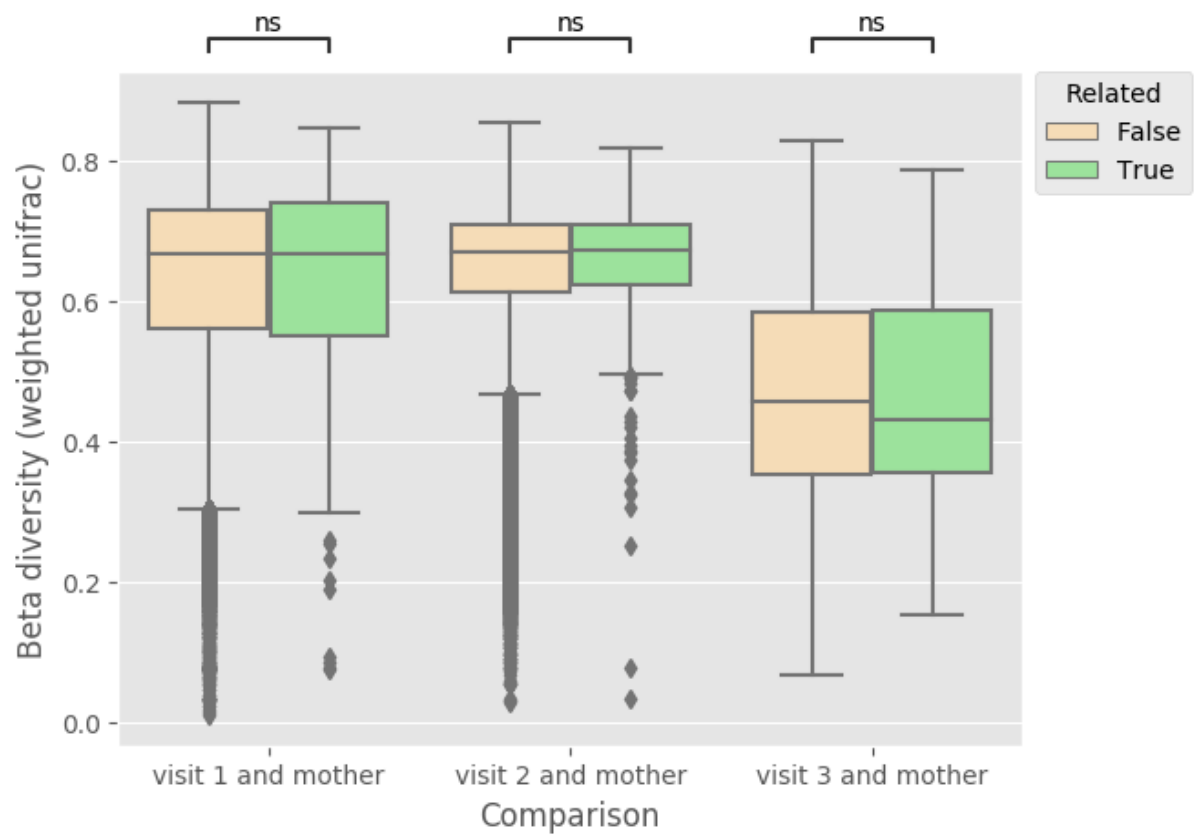 ns
ns
ns
Related
False
True
Beta diversity (weighted unifrac)
0.8
0.6
0.4
0.2
0.0
visit 1 and mother
visit 2 and mother
visit 3 and mother
Comparison